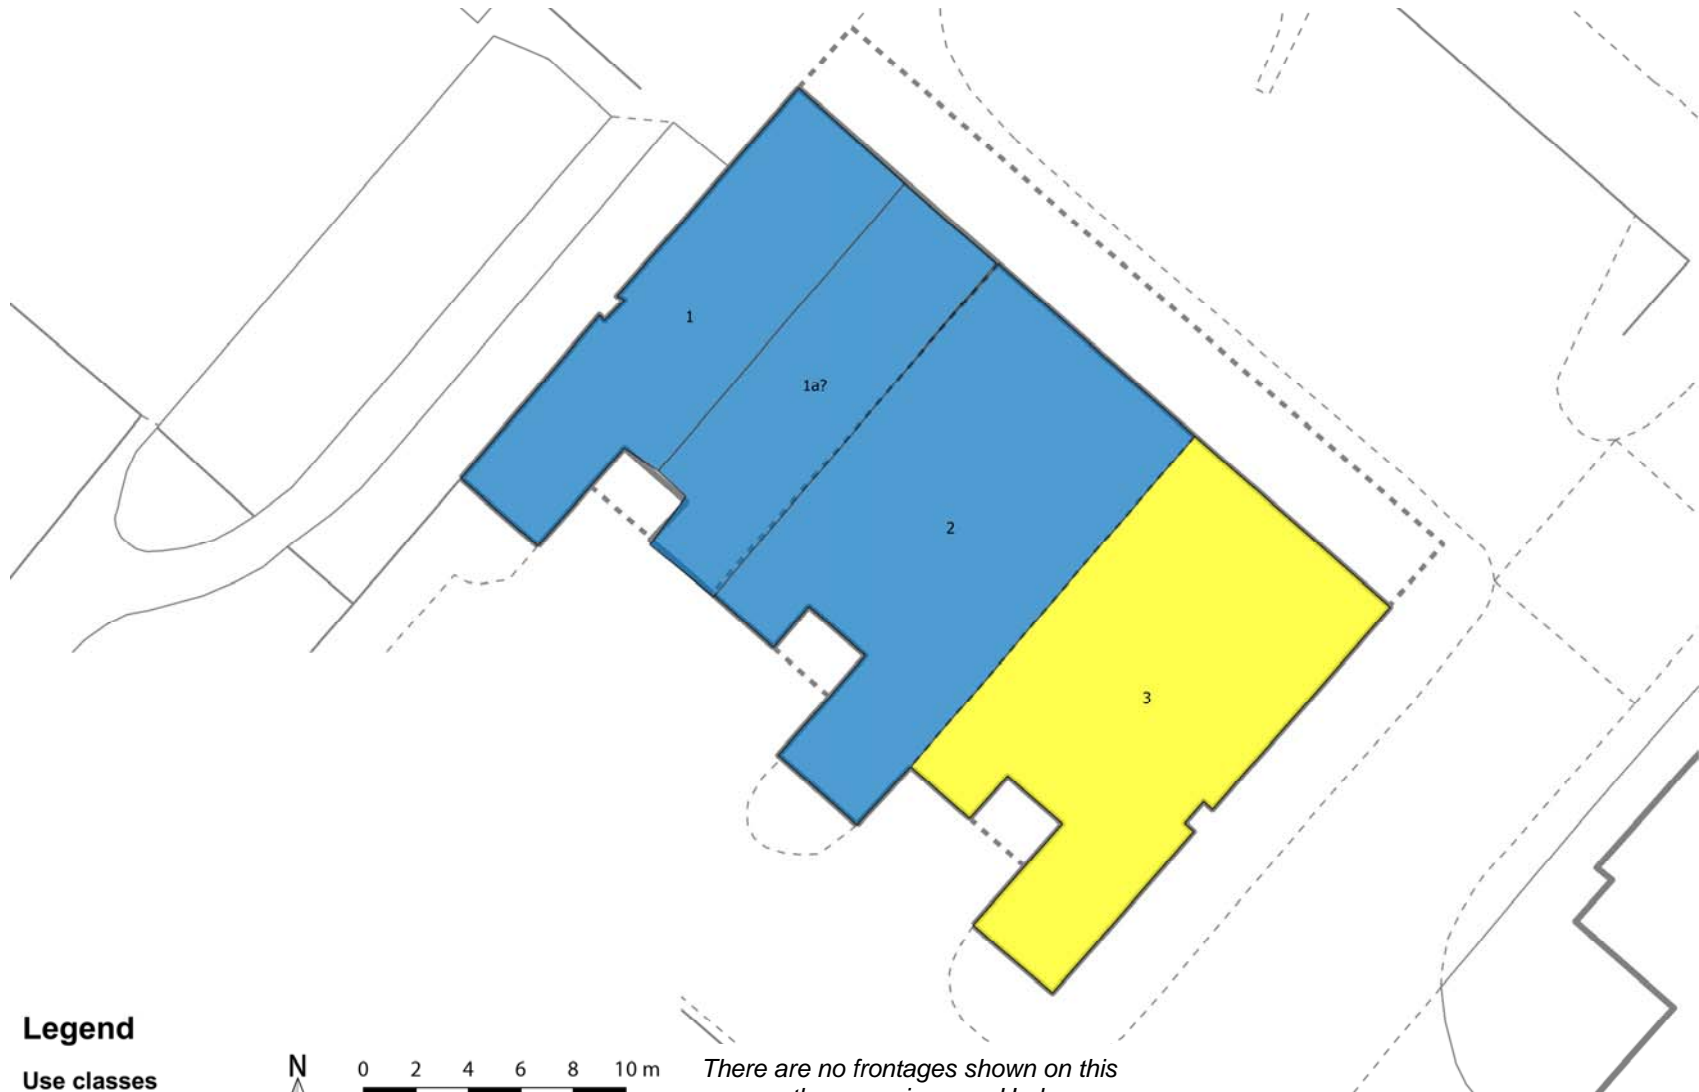 1
1a?
2
3
Legend
Use classes
N
0 2 4 6 8 10 m
There are no frontages shown on this